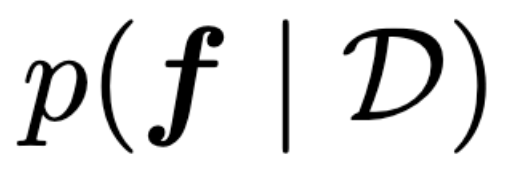 p(𝒇 | 𝒟)